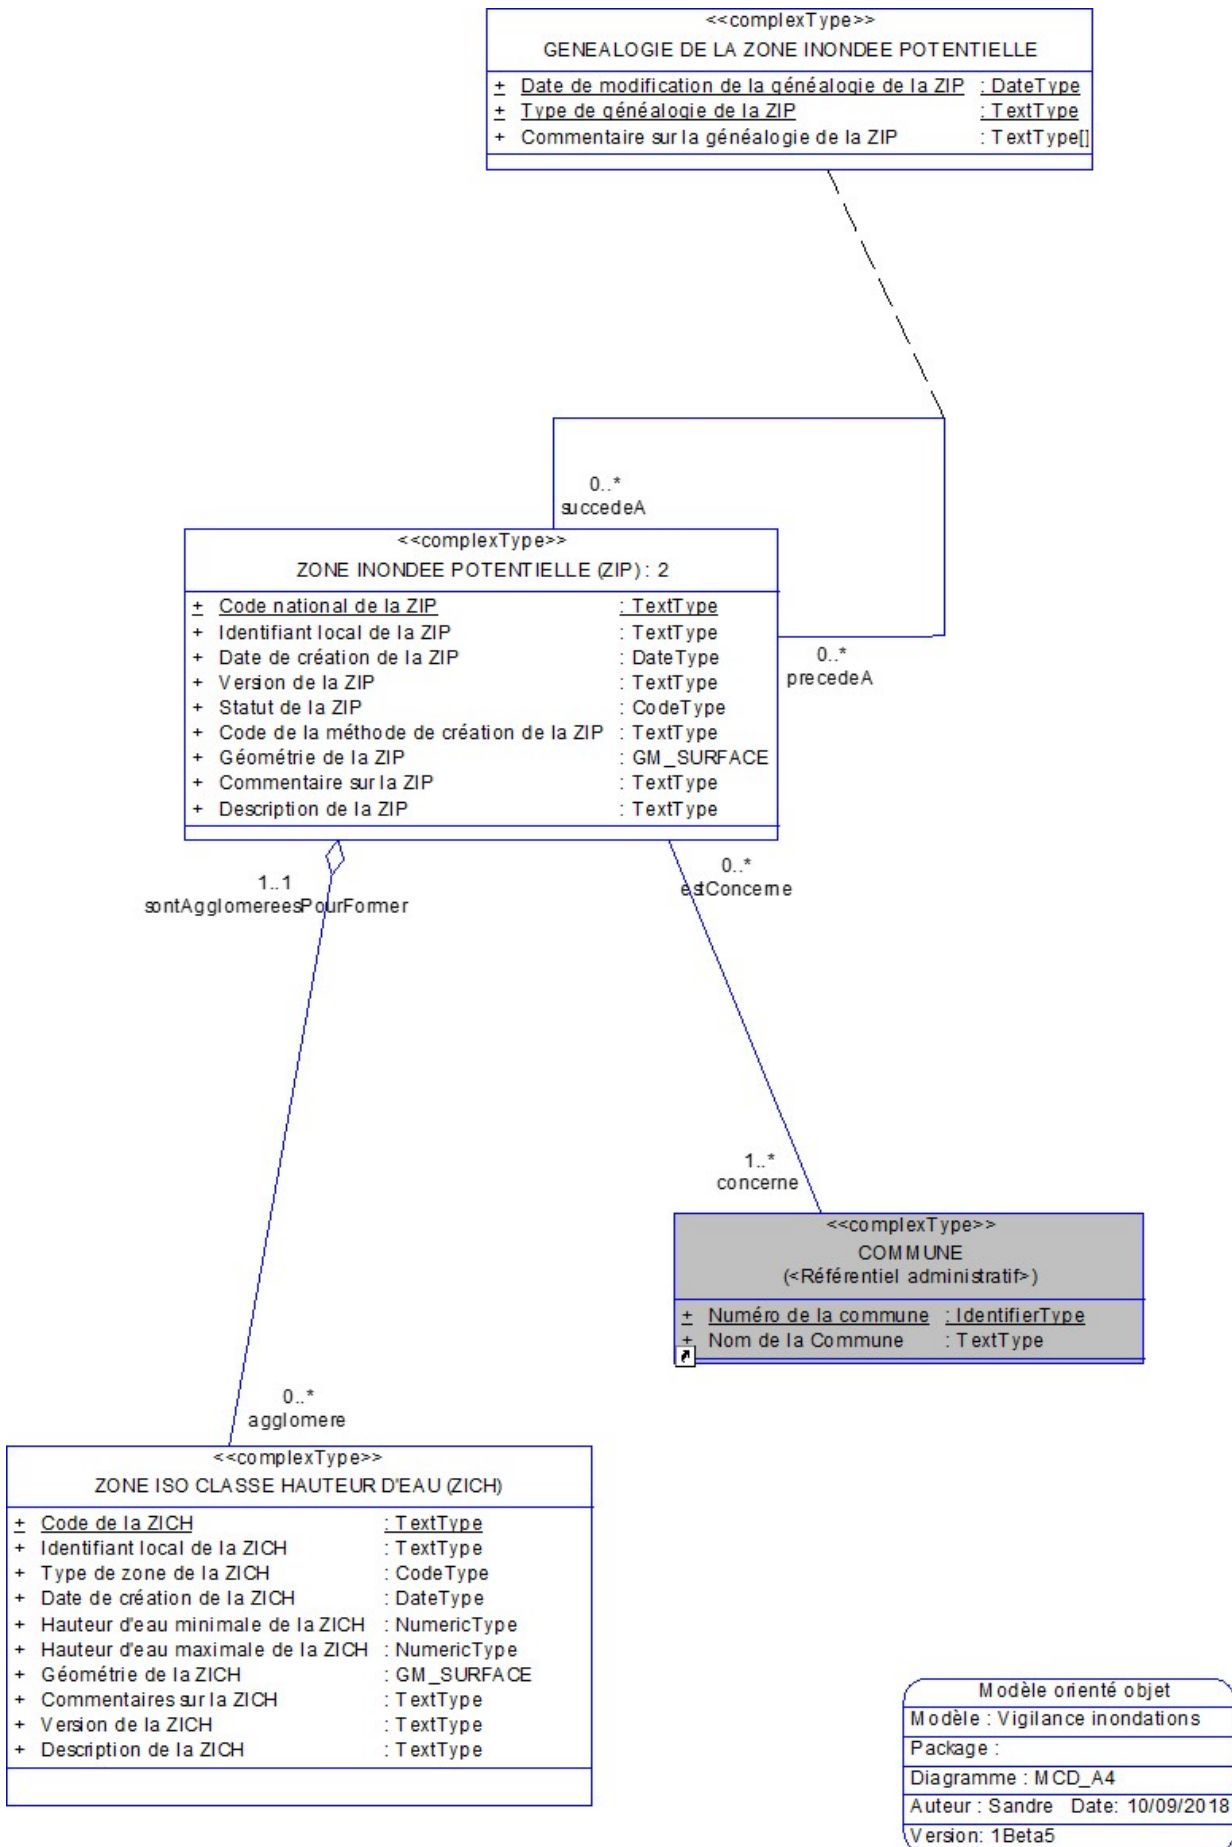 <<complexType>>
GENEALOGIE DE LA ZONE INONDEE POTENTIELLE
+ Date de modification de la généalogie de la ZIP : DateType
+ Type de généalogie de la ZIP : TextType
+ Commentaire sur la généalogie de la ZIP : TextType[]
0..*
succedeA
<<complexType>>
ZONE INONDEE POTENTIELLE (ZIP) : 2
+ Code national de la ZIP : TextType
+ Identifiant local de la ZIP : TextType
+ Date de création de la ZIP : DateType
+ Version de la ZIP : TextType
+ Statut de la ZIP : CodeType
+ Code de la méthode de création de la ZIP : TextType
+ Géométrie de la ZIP : GM_SURFACE
+ Commentaire sur la ZIP : TextType
+ Description de la ZIP : TextType
0..*
precedeA
1..1
sontAgglomereesPourFormer
0..*
estConcerne
1..*
concerne
<<complexType>>
COMMUNE
(<Référentiel administratif>)
+ Numéro de la commune : IdentifierType
+ Nom de la Commune : TextType
0..*
agglomere
<<complexType>>
ZONE ISO CLASSE HAUTEUR D'EAU (ZICH)
+ Code de la ZICH : TextType
+ Identifiant local de la ZICH : TextType
+ Type de zone de la ZICH : CodeType
+ Date de création de la ZICH : DateType
+ Hauteur d'eau minimale de la ZICH : NumericType
+ Hauteur d'eau maximale de la ZICH : NumericType
+ Géométrie de la ZICH : GM_SURFACE
+ Commentaires sur la ZICH : TextType
+ Version de la ZICH : TextType
+ Description de la ZICH : TextType
Modèle orienté objet
Modèle : Vigilance inondations
Package :
Diagramme : MCD_A4
Auteur : Sandre Date: 10/09/2018
Version: 1Beta5